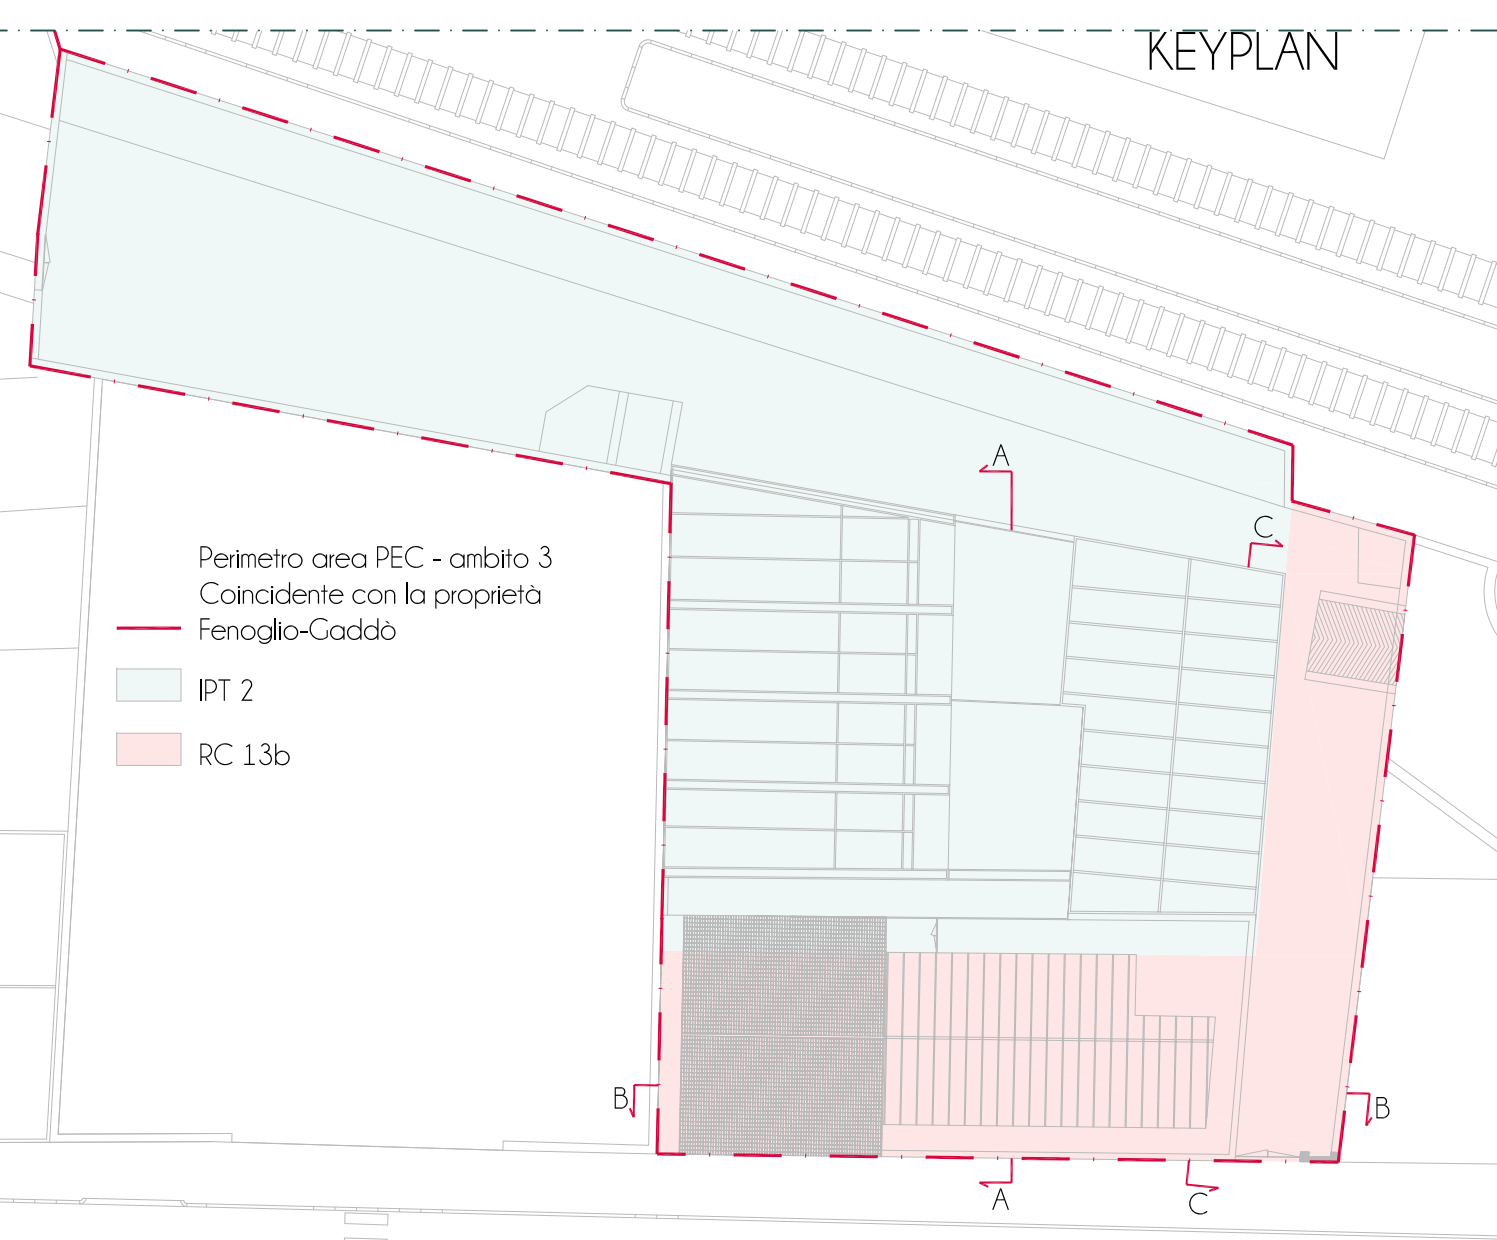 KEYPLAN
A
C
Perimetro area PEC - ambito 3
Coincidente con la proprietà
Fenoglio-Gaddò
IPT 2
RC 13b
B
B
A
C